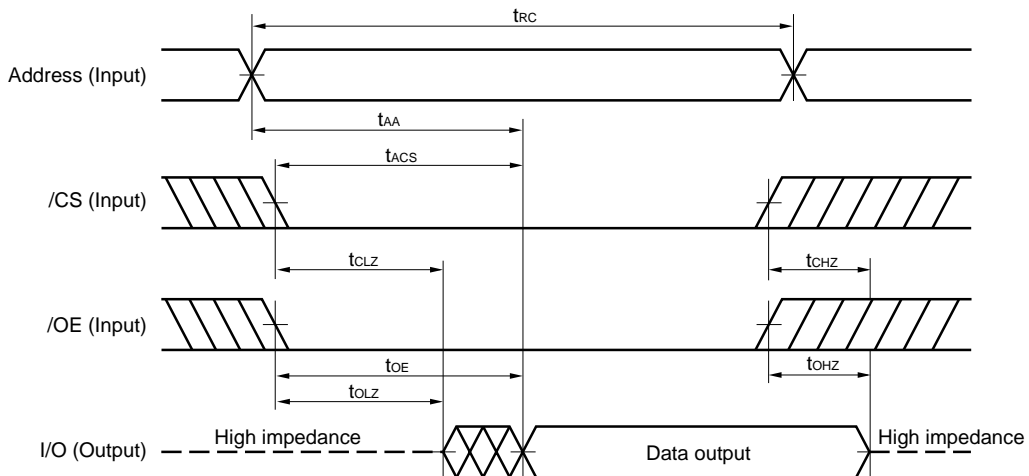 tRC
Address (Input)
tAA
tACS
/CS (Input)
tCLZ
tCHZ
/OE (Input)
tOE
tOHZ
tOLZ
High impedance
I/O (Output)
Data output
High impedance